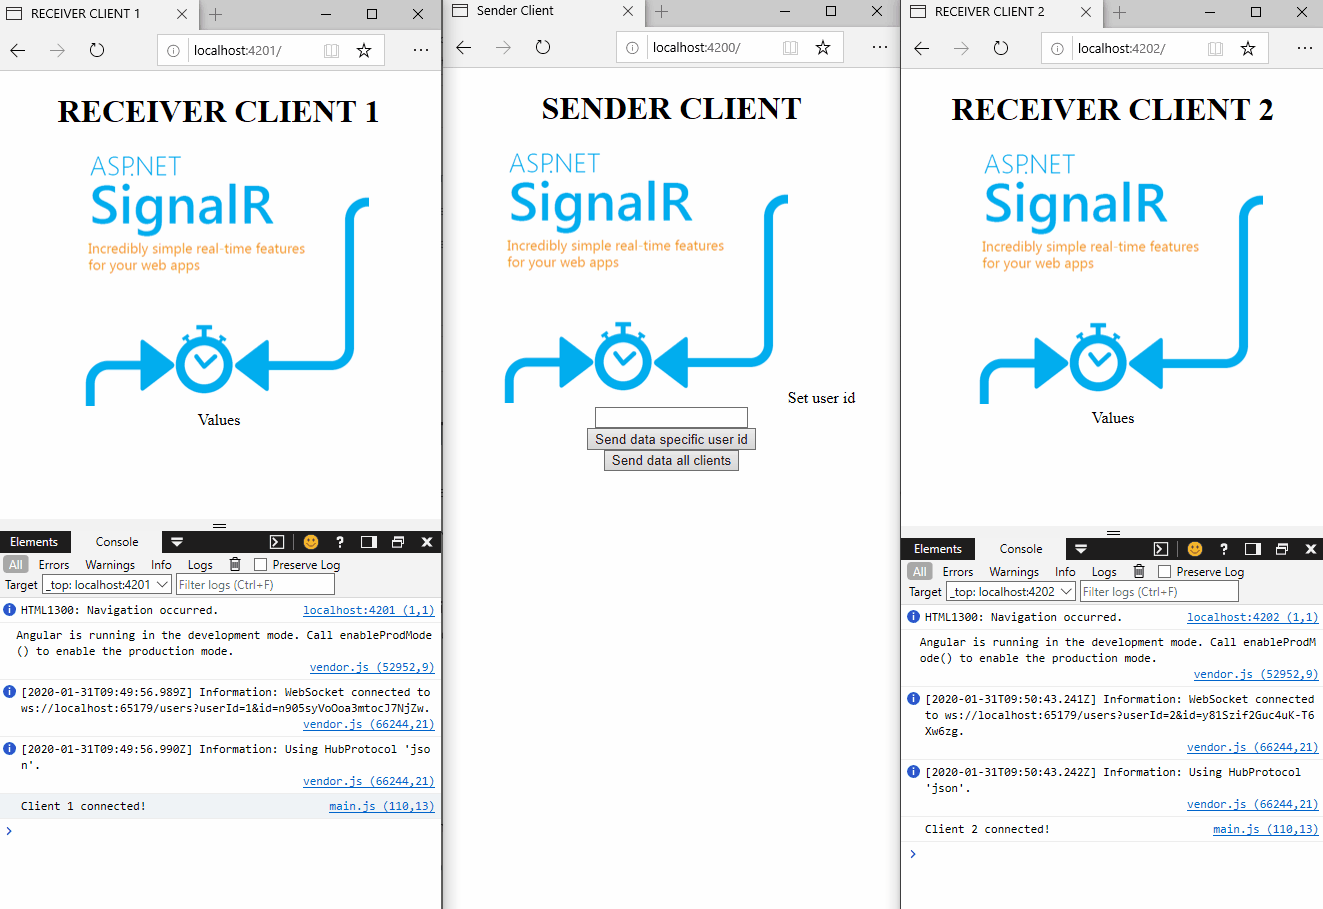 RECEIVER CLIENT 1
localhost:4201/
RECEIVER CLIENT 1
ASP.NET
SignalR
Incredibly simple real-time features
for your web apps
Values
Elements Console
All Errors Warnings Info Logs Preserve Log
Target _top: localhost:4201 Filter logs (Ctrl+F)
HTML1300: Navigation occurred. localhost:4201 (1,1)
Angular is running in the development mode. Call enableProdMode
() to enable the production mode.
vendor.js (52952,9)
[2020-01-31T09:49:56.989Z] Information: WebSocket connected to
ws://localhost:65179/users?userId=1&id=n905syVoOoa3mtocJ7NjZw.
vendor.js (66244,21)
[2020-01-31T09:49:56.990Z] Information: Using HubProtocol 'jso
n'.
vendor.js (66244,21)
Client 1 connected! main.js (110,13)
Sender Client
localhost:4200/
SENDER CLIENT
ASP.NET
SignalR
Incredibly simple real-time features
for your web apps
Set user id
Send data specific user id
Send data all clients
RECEIVER CLIENT 2
localhost:4202/
RECEIVER CLIENT 2
ASP.NET
SignalR
Incredibly simple real-time features
for your web apps
Values
Elements Console
All Errors Warnings Info Logs Preserve Log
Target _top: localhost:4202 Filter logs (Ctrl+F)
HTML1300: Navigation occurred. localhost:4202 (1,1)
Angular is running in the development mode. Call enableProdM
ode() to enable the production mode.
vendor.js (52952,9)
[2020-01-31T09:50:43.241Z] Information: WebSocket connected
to ws://localhost:65179/users?userId=2&id=y81Szif2Guc4uK-T6
Xw6zg.
vendor.js (66244,21)
[2020-01-31T09:50:43.242Z] Information: Using HubProtocol
'json'.
vendor.js (66244,21)
Client 2 connected! main.js (110,13)